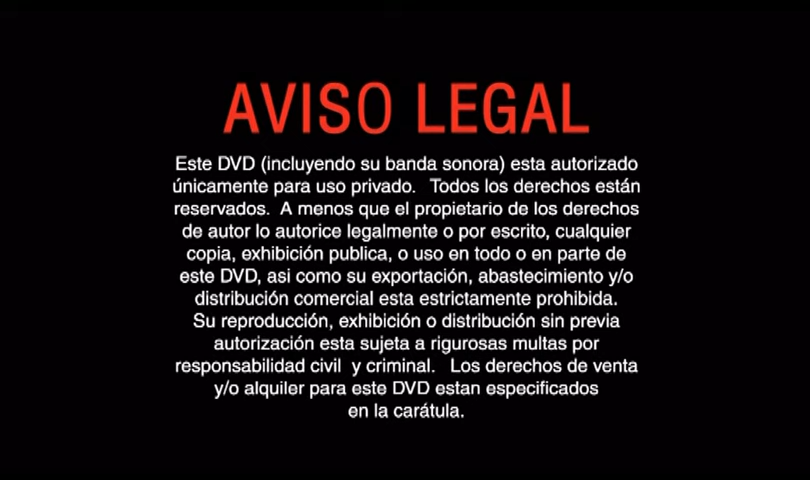 AVISO LEGAL
Este DVD (incluyendo su banda sonora) esta autorizado
únicamente para uso privado. Todos los derechos están
reservados. A menos que el propietario de los derechos
de autor lo autorice legalmente o por escrito, cualquier
copia, exhibición publica, o uso en todo o en parte de
este DVD, asi como su exportación, abastecimiento y/o
distribución comercial esta estrictamente prohibida.
Su reproducción, exhibición o distribución sin previa
autorización esta sujeta a rigurosas multas por
responsabilidad civil y criminal. Los derechos de venta
y/o alquiler para este DVD estan especificados
en la carátula.